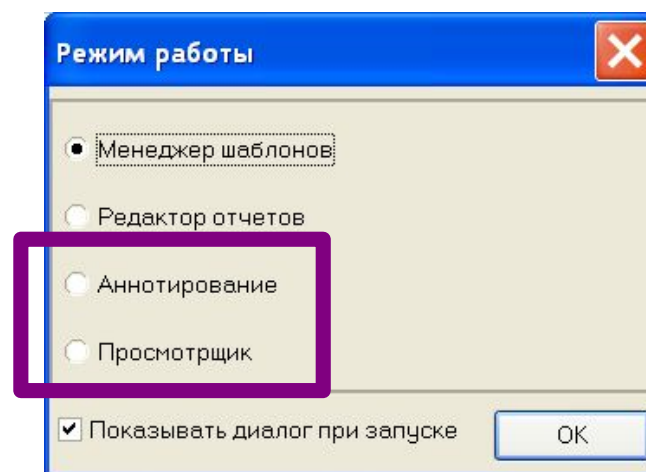 Режим работы
Менеджер шаблонов
Редактор отчетов
Аннотирование
Просмотрщик
Показывать диалог при запуске
OK